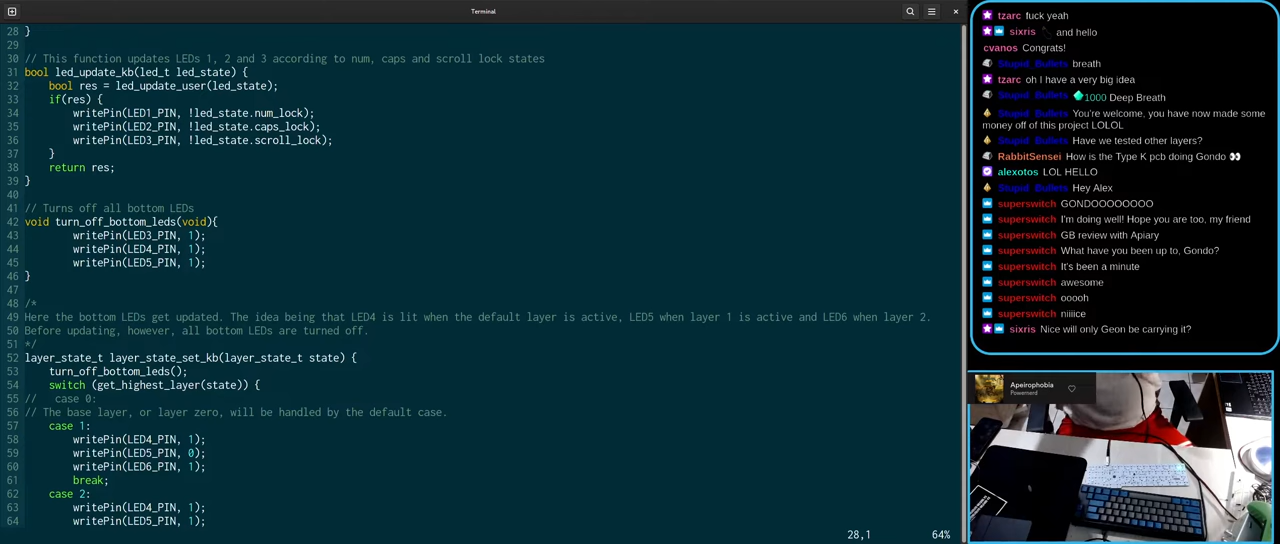 Terminal
28 }
29
30 // This function updates LEDs 1, 2 and 3 according to num, caps and scroll lock states
31 bool led_update_kb(led_t led_state) {
32     bool res = led_update_user(led_state);
33     if(res) {
34         writePin(LED1_PIN, !led_state.num_lock);
35         writePin(LED2_PIN, !led_state.caps_lock);
36         writePin(LED3_PIN, !led_state.scroll_lock);
37     }
38     return res;
39 }
40
41 // Turns off all bottom LEDs
42 void turn_off_bottom_leds(void){
43         writePin(LED3_PIN, 1);
44         writePin(LED4_PIN, 1);
45         writePin(LED5_PIN, 1);
46 }
47
48 /*
49 Here the bottom LEDs get updated. The idea being that LED4 is lit when the default layer is active, LED5 when layer 1 is active and LED6 when layer 2.
50 Before updating, however, all bottom LEDs are turned off.
51 */
52 layer_state_t layer_state_set_kb(layer_state_t state) {
53     turn_off_bottom_leds();
54     switch (get_highest_layer(state)) {
55 //   case 0:
56 // The base layer, or layer zero, will be handled by the default case.
57     case 1:
58         writePin(LED4_PIN, 1);
59         writePin(LED5_PIN, 0);
60         writePin(LED6_PIN, 1);
61         break;
62     case 2:
63         writePin(LED4_PIN, 1);
64         writePin(LED5_PIN, 1);
28,1 64%
tzarc fuck yeah
sixris and hello
cvanos Congrats!
Stupid_Bullets breath
tzarc oh I have a very big idea
Stupid_Bullets 1000 Deep Breath
Stupid_Bullets You're welcome, you have now made some
money off of this project LOLOL
Stupid_Bullets Have we tested other layers?
RabbitSensei How is the Type K pcb doing Gondo 👀
alexotos LOL HELLO
Stupid_Bullets Hey Alex
superswitch GONDOOOOOOOO
superswitch I'm doing well! Hope you are too, my friend
superswitch GB review with Apiary
superswitch What have you been up to, Gondo?
superswitch It's been a minute
superswitch awesome
superswitch ooooh
superswitch niiice
sixris Nice will only Geon be carrying it?
Apeirophobia
Powernerd